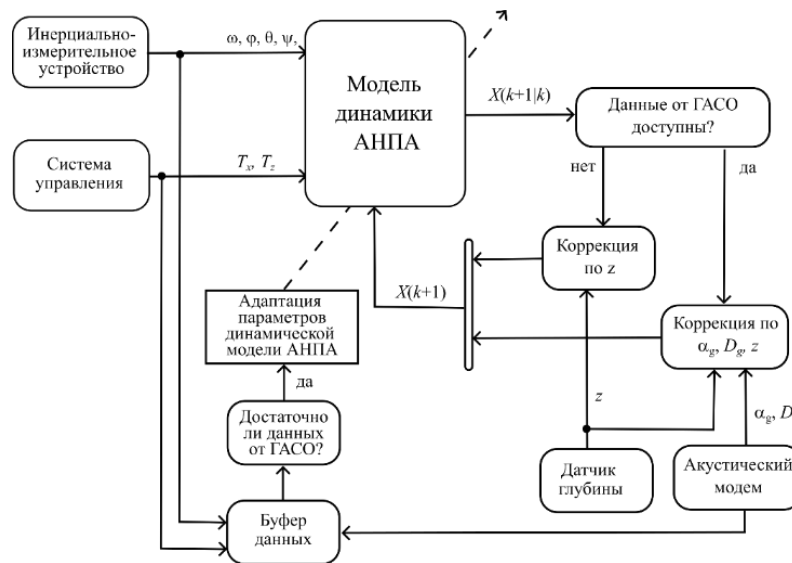 Инерциально-
измерительное
устройство
ω, φ, θ, ψ,
Модель
динамики
АНПА
X(k+1|k)
Данные от ГАСО
доступны?
Система
управления
Tx, Tz
нет
да
Коррекция
по z
X(k+1)
Адаптация
параметров
динамической
модели АНПА
Коррекция по
αg, Dg, z
да
z
αg, D
Достаточно
ли данных
от ГАСО?
Датчик
глубины
Акустический
модем
Буфер
данных